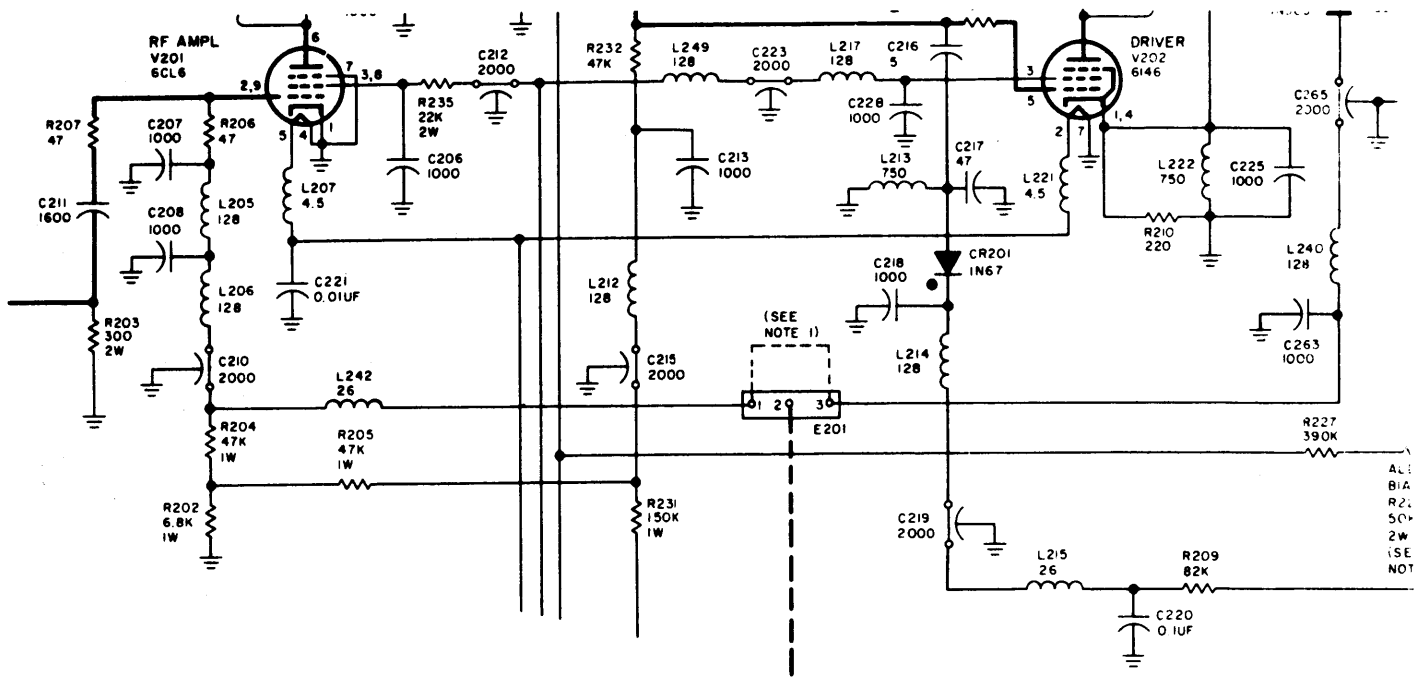 RF AMPL
V201
6CL6
6
7
3,8
2,9
5
4
1
R207
47
C207
1000
R206
47
C211
1600
C208
1000
L205
128
L206
128
L207
4.5
C221
0.01UF
R203
300
2W
C210
2000
L242
26
R204
47K
1W
R205
47K
1W
R202
6.8K
1W
R235
22K
2W
C206
1000
C212
2000
R232
47K
L249
128
C223
2000
L217
128
C216
5
C228
1000
C213
1000
L213
750
C217
47
L212
128
C215
2000
R231
150K
1W
C218
1000
CR201
1N67
L214
128
(SEE
NOTE 1)
1 2 3
E201
C219
2000
L215
26
R209
82K
C220
0.1UF
DRIVER
V202
6146
3
5
2
7
1,4
L221
4.5
L222
750
C225
1000
R210
220
C265
2000
L240
128
C263
1000
R227
390K
2W
(SE
NOT